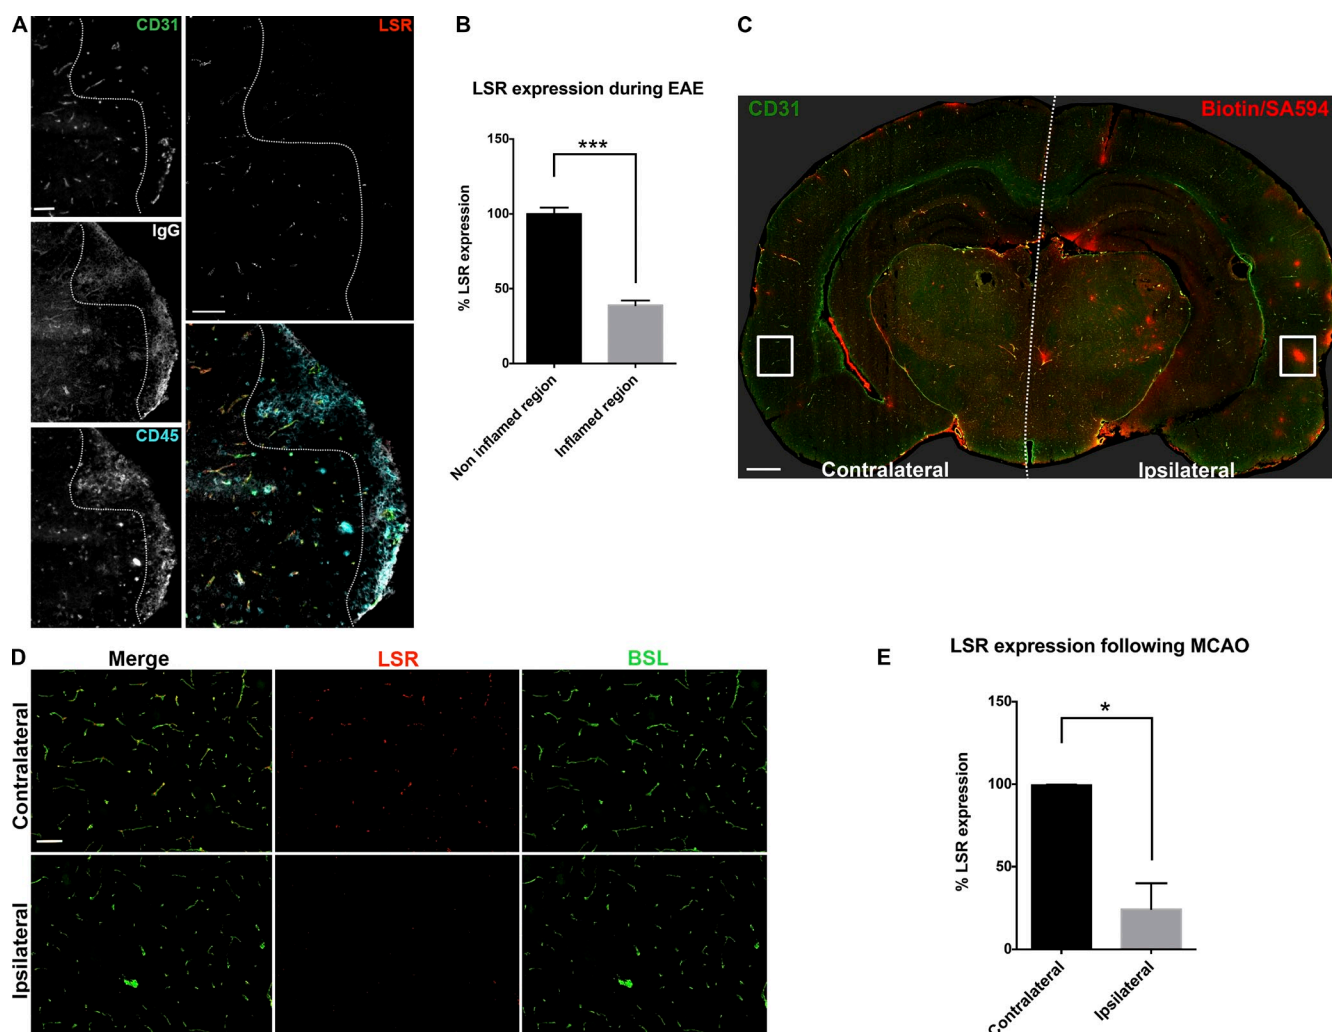 A
CD31
LSR
IgG
CD45
B
LSR expression during EAE
% LSR expression
150
100
50
0
***
Non inflamed region
Inflamed region
C
CD31
Biotin/SA594
Contralateral
Ipsilateral
D
Merge
LSR
BSL
Contralateral
Ipsilateral
E
LSR expression following MCAO
% LSR expression
150
100
50
0
*
Contralateral
Ipsilateral